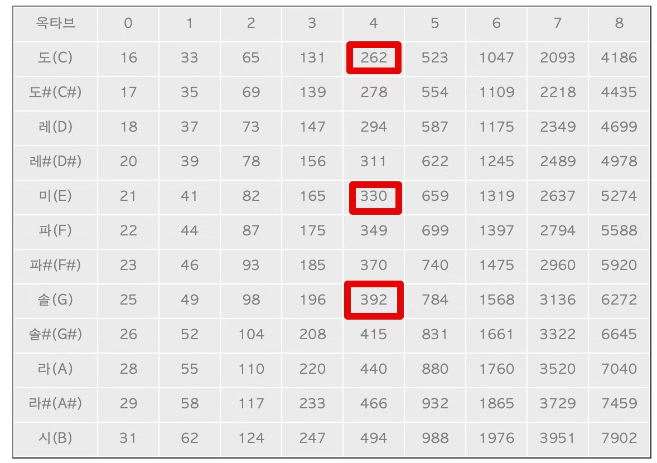 옥타브 0 1 2 3 4 5 6 7 8
도(C) 16 33 65 131 262 523 1047 2093 4186
도#(C#) 17 35 69 139 278 554 1109 2218 4435
레(D) 18 37 73 147 294 587 1175 2349 4699
레#(D#) 20 39 78 156 311 622 1245 2489 4978
미(E) 21 41 82 165 330 659 1319 2637 5274
파(F) 22 44 87 175 349 699 1397 2794 5588
파#(F#) 23 46 93 185 370 740 1475 2960 5920
솔(G) 25 49 98 196 392 784 1568 3136 6272
솔#(G#) 26 52 104 208 415 831 1661 3322 6645
라(A) 28 55 110 220 440 880 1760 3520 7040
라#(A#) 29 58 117 233 466 932 1865 3729 7459
시(B) 31 62 124 247 494 988 1976 3951 7902